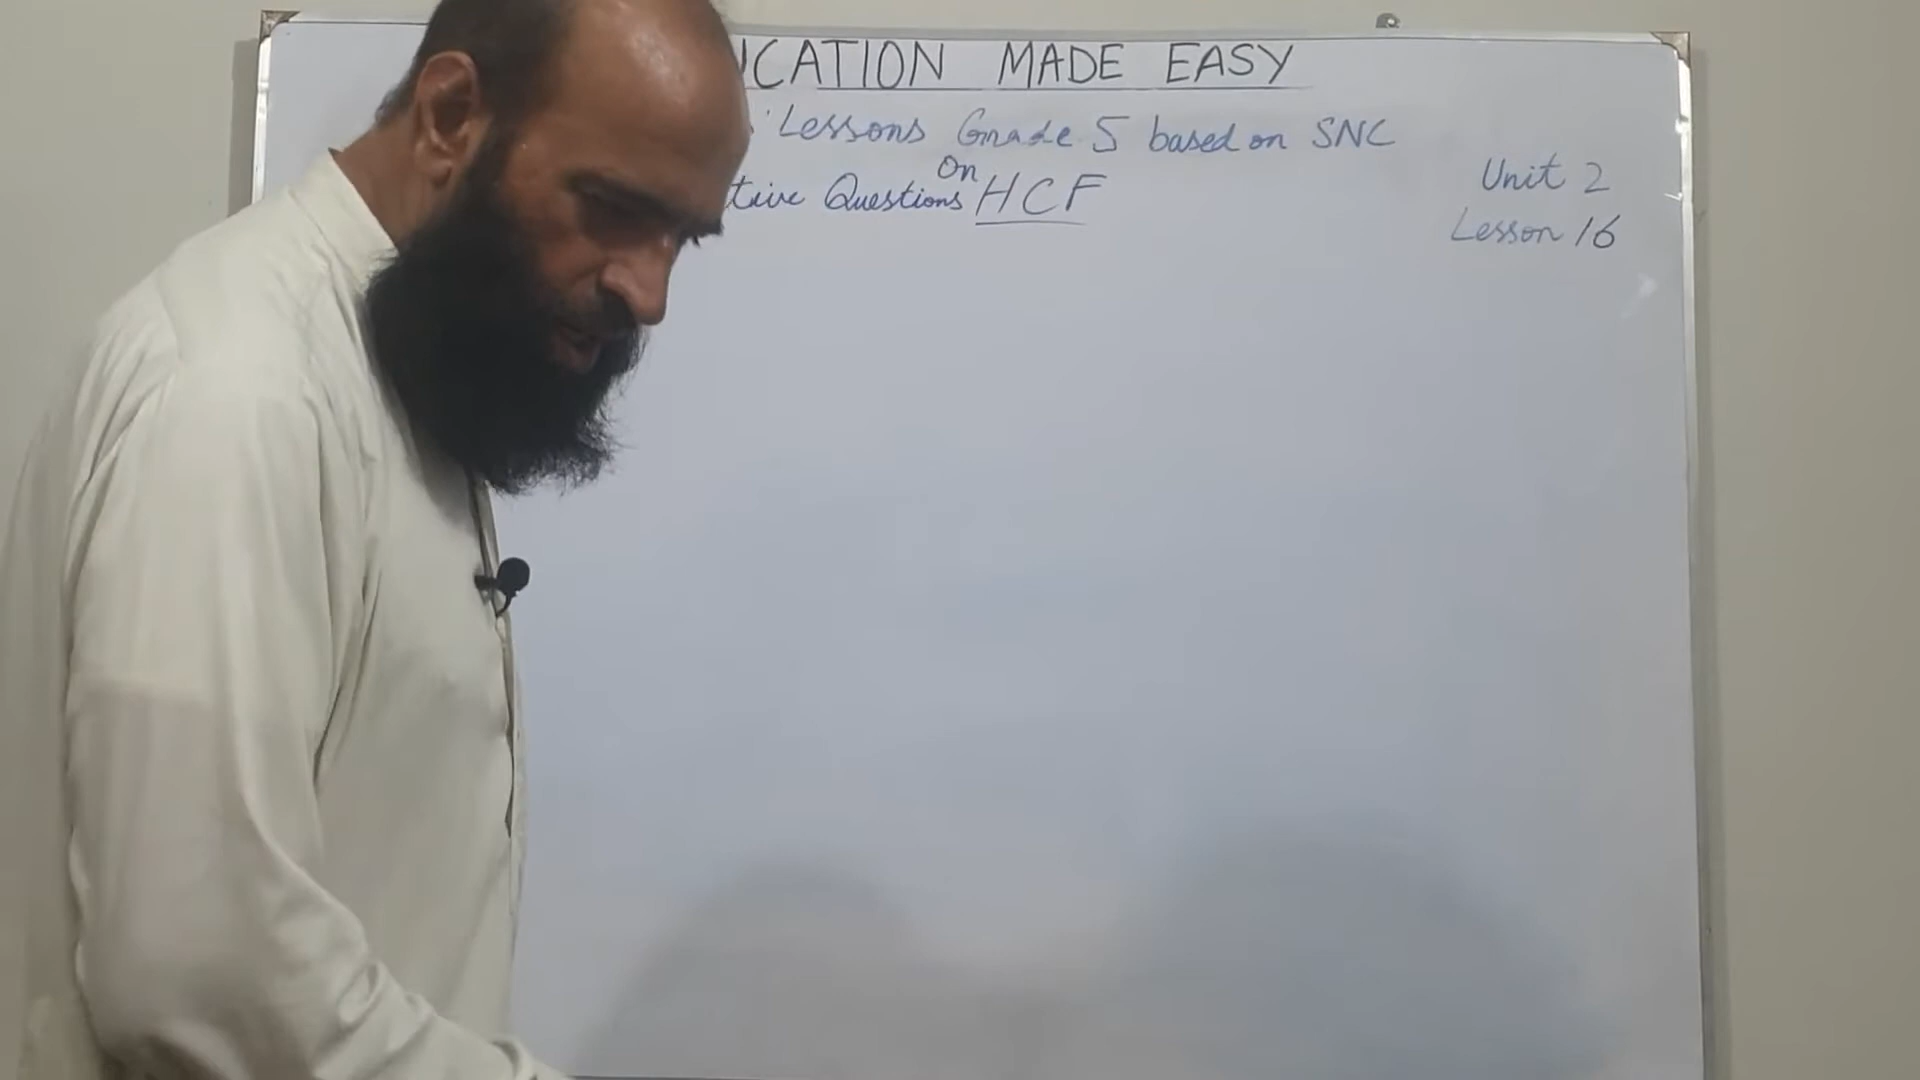 UCATION MADE EASY
Lessons Grade 5 based on SNC
tive Questions On HCF
Unit 2
Lesson 16